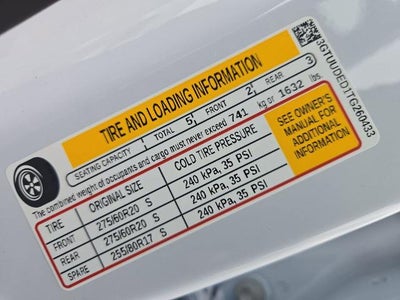 TIRE AND LOADING INFORMATION
SEATING CAPACITY TOTAL 5 FRONT 2 REAR 3
The combined weight of occupants and cargo must never exceed 741 kg or 1632 lbs.
TIRE ORIGINAL SIZE COLD TIRE PRESSURE
FRONT 275/60R20 S 240 kPa, 35 PSI
REAR 275/60R20 S 240 kPa, 35 PSI
SPARE 255/80R17 S 240 kPa, 35 PSI
SEE OWNER'S
MANUAL FOR
ADDITIONAL
INFORMATION
3GTUUDED1TG260433